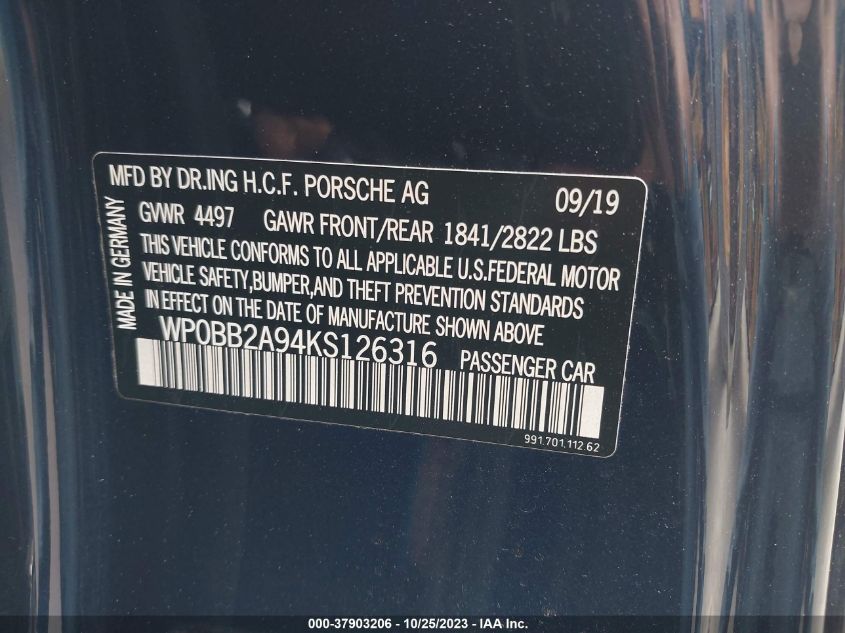 MFD BY DR.ING H.C.F. PORSCHE AG 09/19
GVWR 4497 GAWR FRONT/REAR 1841/2822 LBS
THIS VEHICLE CONFORMS TO ALL APPLICABLE U.S.FEDERAL MOTOR
VEHICLE SAFETY,BUMPER,AND THEFT PREVENTION STANDARDS
IN EFFECT ON THE DATE OF MANUFACTURE SHOWN ABOVE
WP0BB2A94KS126316 PASSENGER CAR
991.701.112.62
MADE IN GERMANY
000-37903206 - 10/25/2023 - IAA Inc.